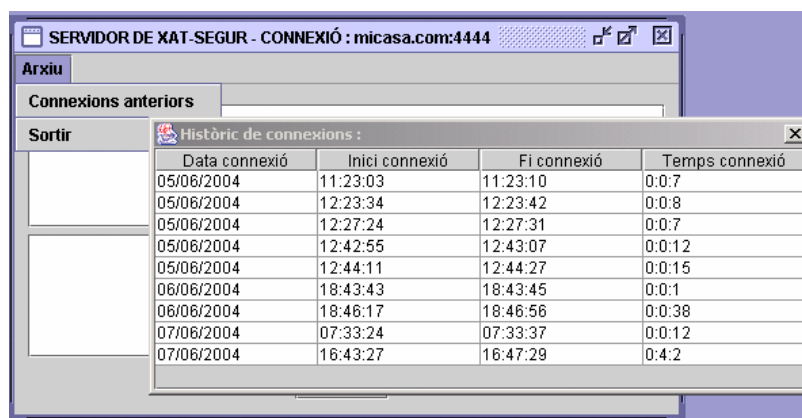 SERVIDOR DE XAT-SEGUR - CONNEXIÓ : micasa.com:4444
Arxiu
Connexions anteriors
Sortir
Històric de connexions :
Data connexió Inici connexió Fi connexió Temps connexió
05/06/2004 11:23:03 11:23:10 0:0:7
05/06/2004 12:23:34 12:23:42 0:0:8
05/06/2004 12:27:24 12:27:31 0:0:7
05/06/2004 12:42:55 12:43:07 0:0:12
05/06/2004 12:44:11 12:44:27 0:0:15
06/06/2004 18:43:43 18:43:45 0:0:1
06/06/2004 18:46:17 18:46:56 0:0:38
07/06/2004 07:33:24 07:33:37 0:0:12
07/06/2004 16:43:27 16:47:29 0:4:2